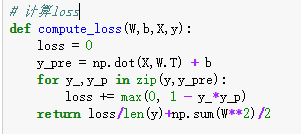 # 计算loss
def compute_loss(W,b,X,y):
    loss = 0
    y_pre = np.dot(X,W.T) + b
    for y_,y_p in zip(y,y_pre):
        loss += max(0, 1 - y_*y_p)
    return loss/len(y)+np.sum(W**2)/2